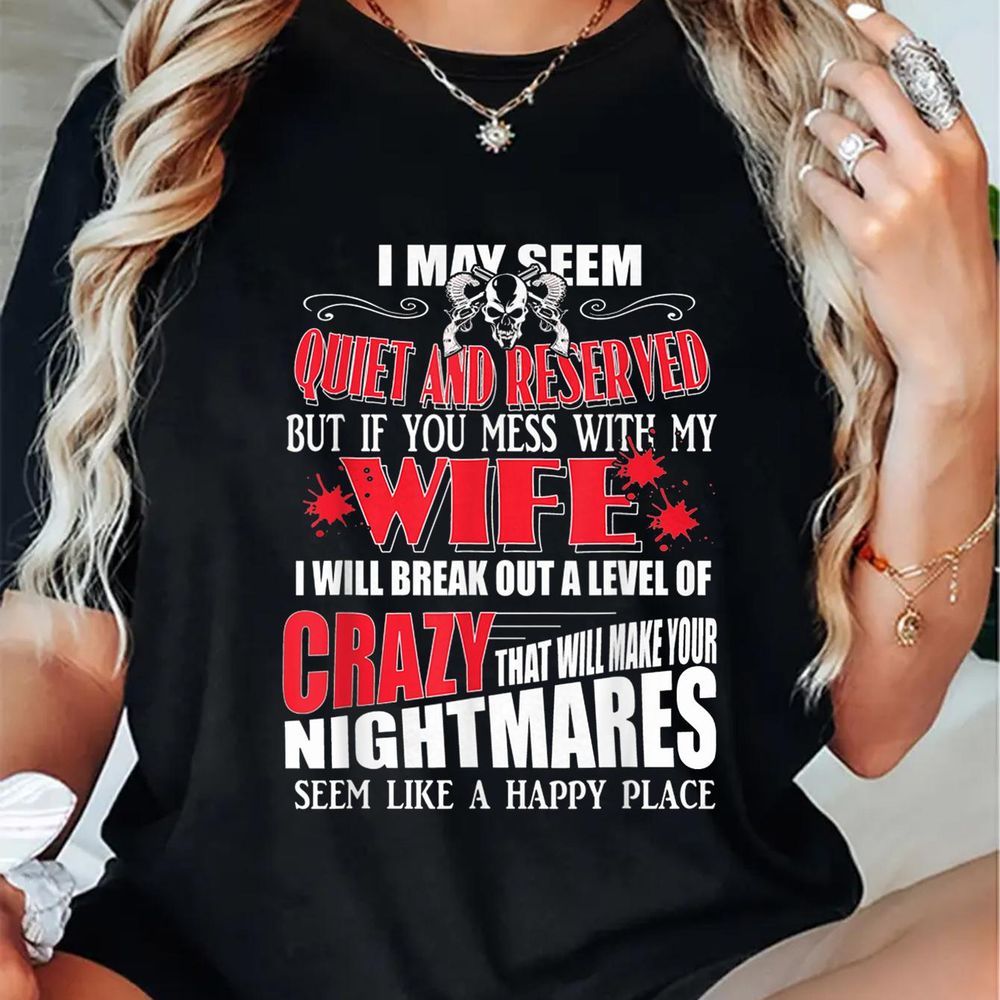 I MAY SEEM
QUIET AND RESERVED
BUT IF YOU MESS WITH MY
WIFE
I WILL BREAK OUT A LEVEL OF
CRAZY THAT WILL MAKE YOUR
NIGHTMARES
SEEM LIKE A HAPPY PLACE